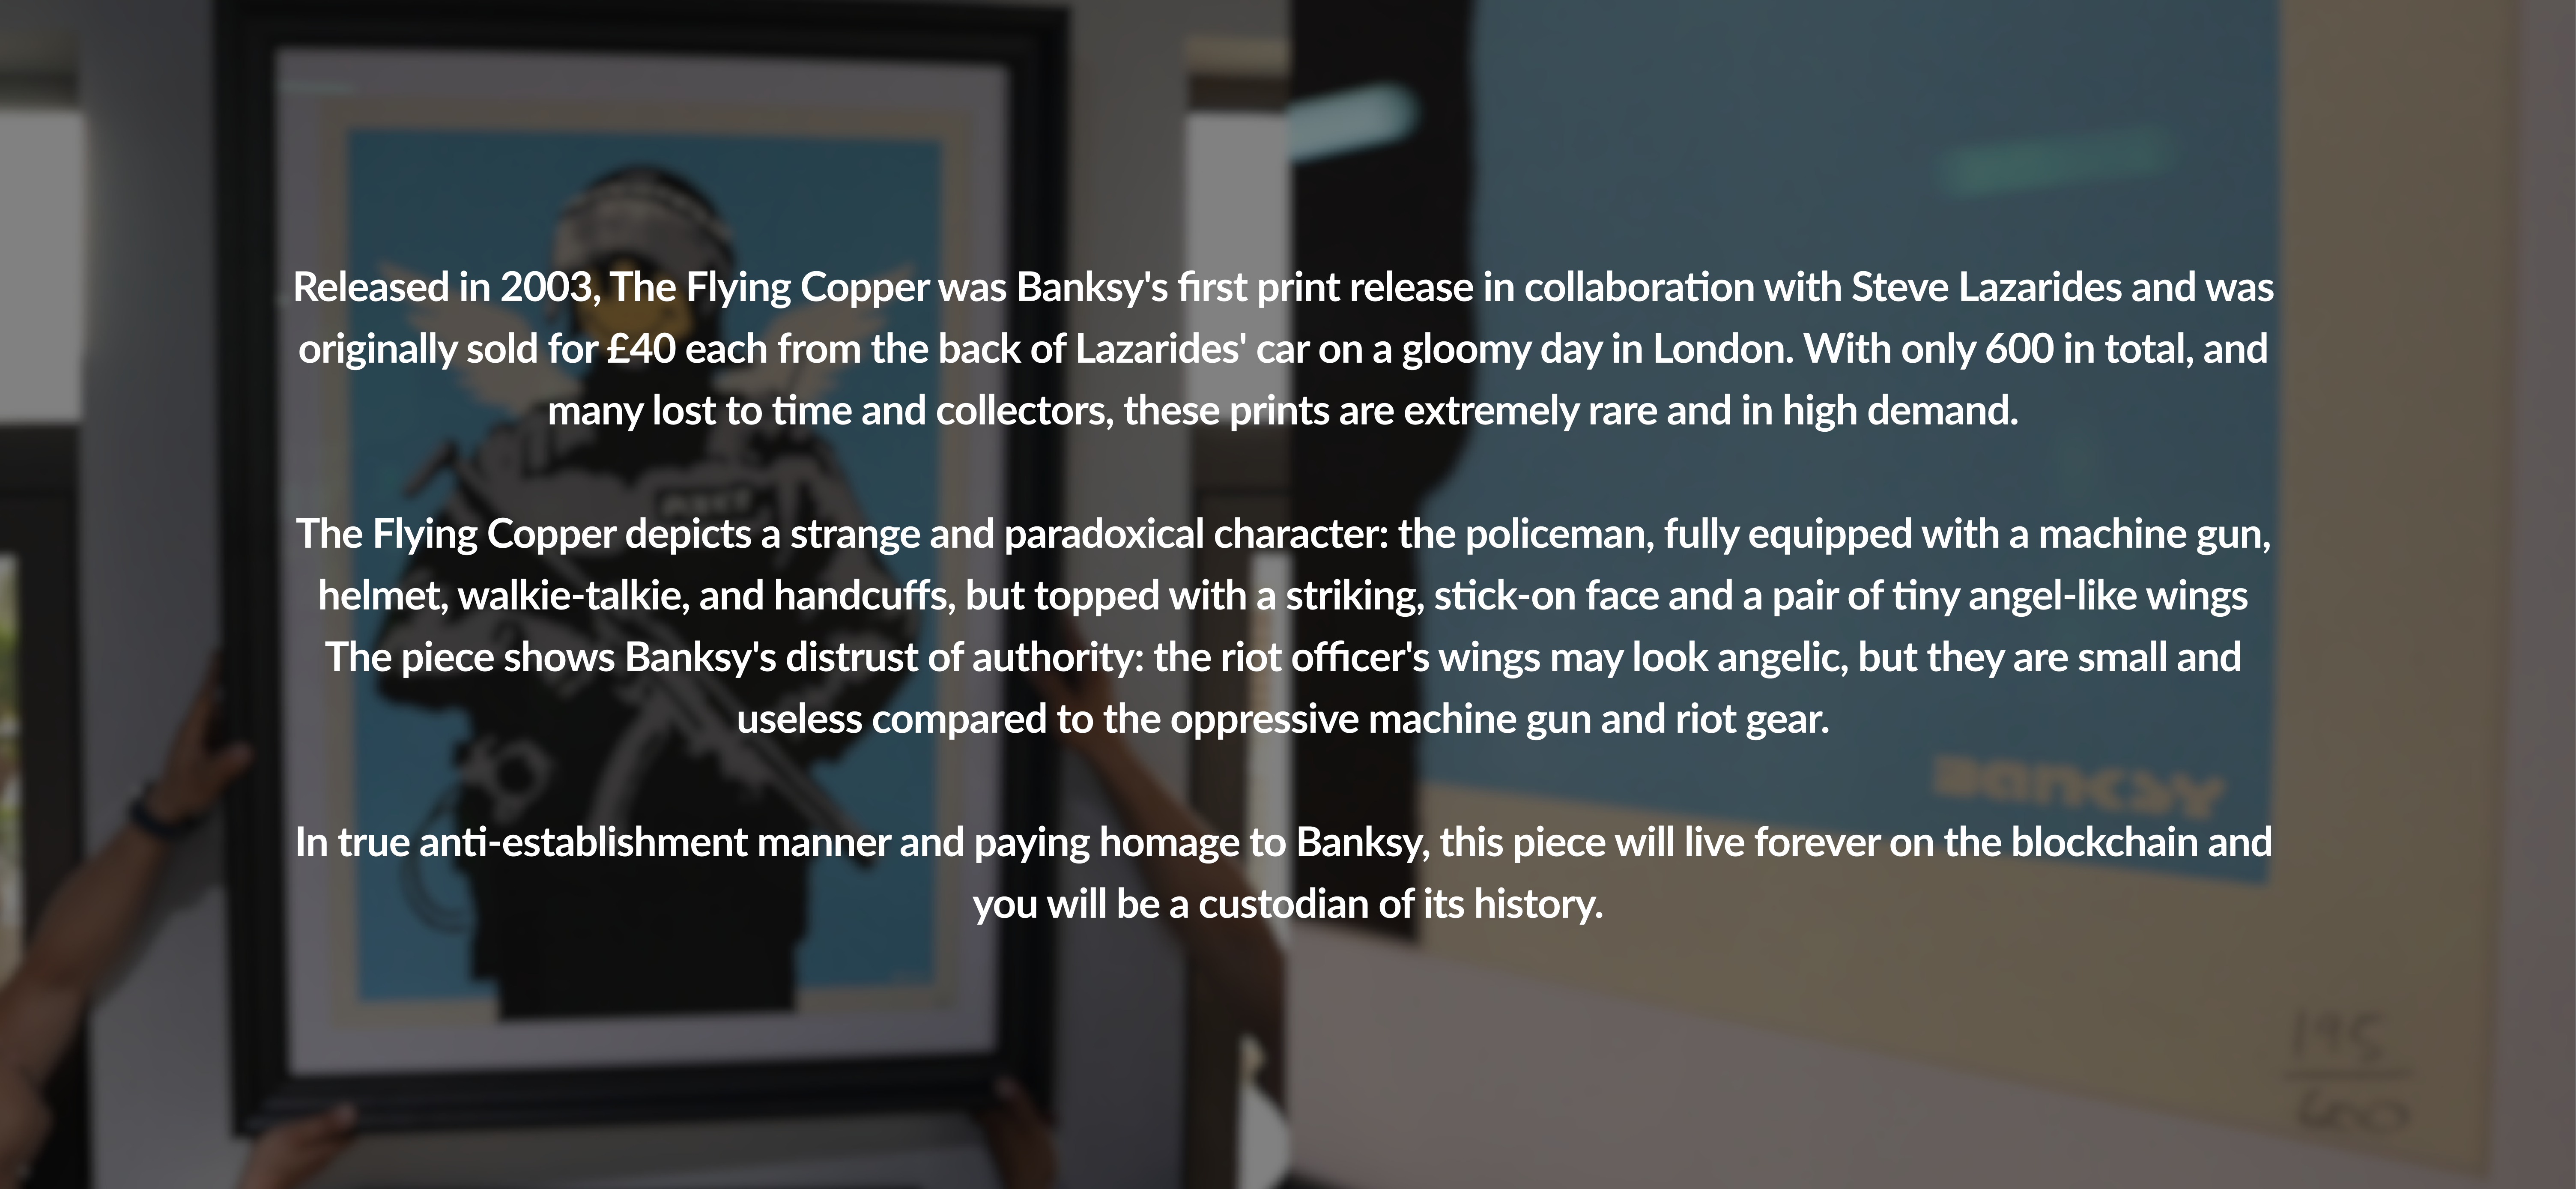 Released in 2003, The Flying Copper was Banksy's first print release in collaboration with Steve Lazarides and was
originally sold for £40 each from the back of Lazarides' car on a gloomy day in London. With only 600 in total, and
many lost to time and collectors, these prints are extremely rare and in high demand.
The Flying Copper depicts a strange and paradoxical character: the policeman, fully equipped with a machine gun,
helmet, walkie-talkie, and handcuffs, but topped with a striking, stick-on face and a pair of tiny angel-like wings
The piece shows Banksy's distrust of authority: the riot officer's wings may look angelic, but they are small and
useless compared to the oppressive machine gun and riot gear.
In true anti-establishment manner and paying homage to Banksy, this piece will live forever on the blockchain and
you will be a custodian of its history.
BANKSY
195
600